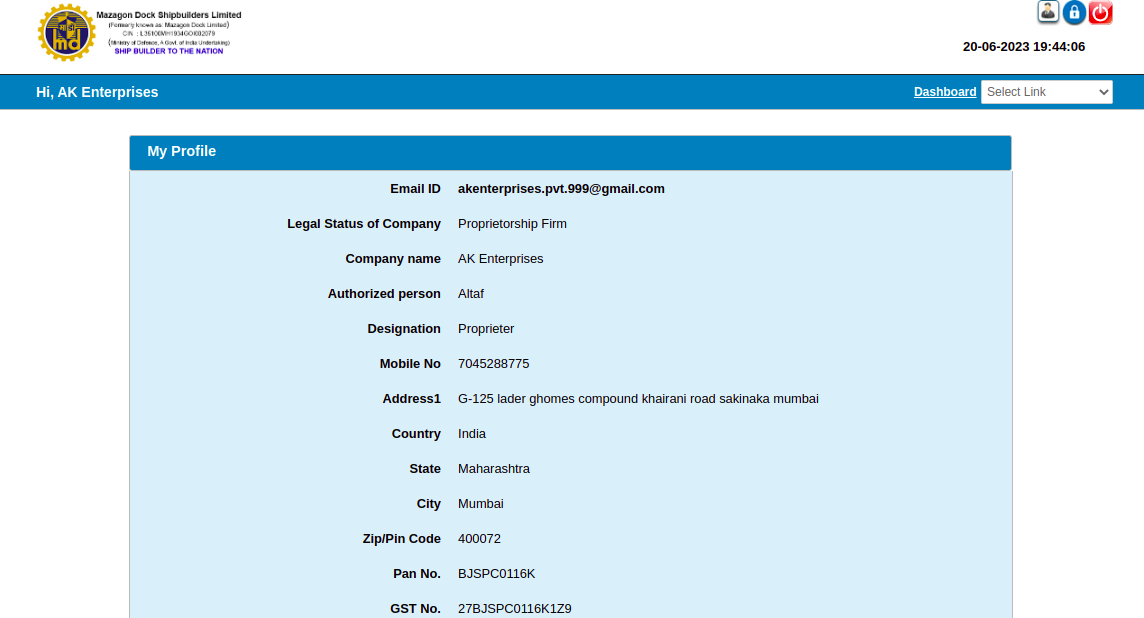 Mazagon Dock Shipbuilders Limited
(Formerly known as: Mazagon Dock Limited)
CIN : L35100MH1934GOI002079
(Ministry of Defence, A Govt. of India Undertaking)
SHIP BUILDER TO THE NATION
20-06-2023 19:44:06
Hi, AK Enterprises
Dashboard Select Link
My Profile
Email ID akenterprises.pvt.999@gmail.com
Legal Status of Company Proprietorship Firm
Company name AK Enterprises
Authorized person Altaf
Designation Proprieter
Mobile No 7045288775
Address1 G-125 lader ghomes compound khairani road sakinaka mumbai
Country India
State Maharashtra
City Mumbai
Zip/Pin Code 400072
Pan No. BJSPC0116K
GST No. 27BJSPC0116K1Z9